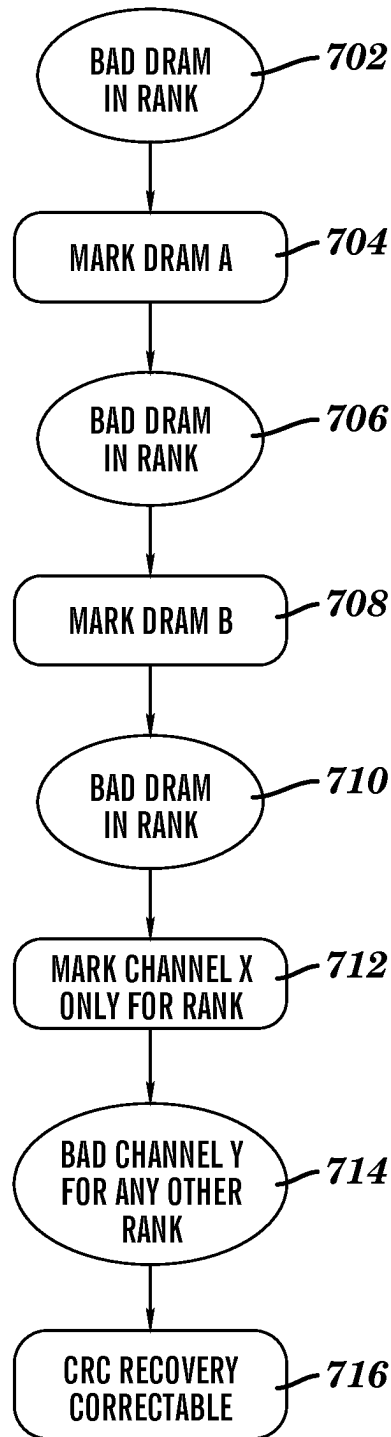 BAD DRAM
IN RANK
702
MARK DRAM A
704
BAD DRAM
IN RANK
706
MARK DRAM B
708
BAD DRAM
IN RANK
710
MARK CHANNEL X
ONLY FOR RANK
712
BAD CHANNEL Y
FOR ANY OTHER
RANK
714
CRC RECOVERY
CORRECTABLE
716